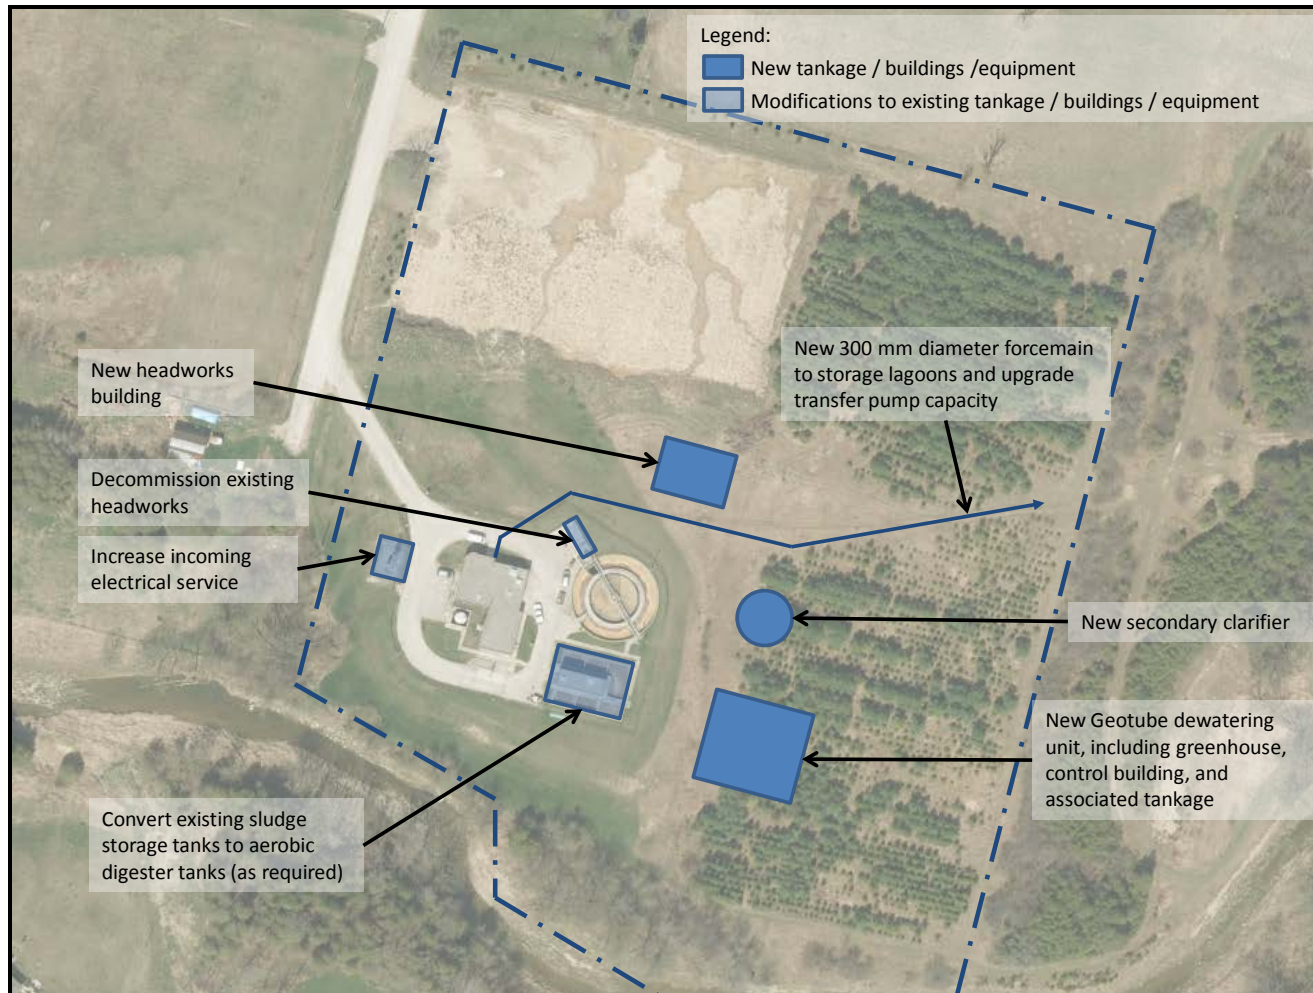 Legend:
New tankage / buildings /equipment
Modifications to existing tankage / buildings / equipment
New 300 mm diameter forcemain
to storage lagoons and upgrade
transfer pump capacity
New headworks
building
Decommission existing
headworks
Increase incoming
electrical service
New secondary clarifier
New Geotube dewatering
unit, including greenhouse,
control building, and
associated tankage
Convert existing sludge
storage tanks to aerobic
digester tanks (as required)